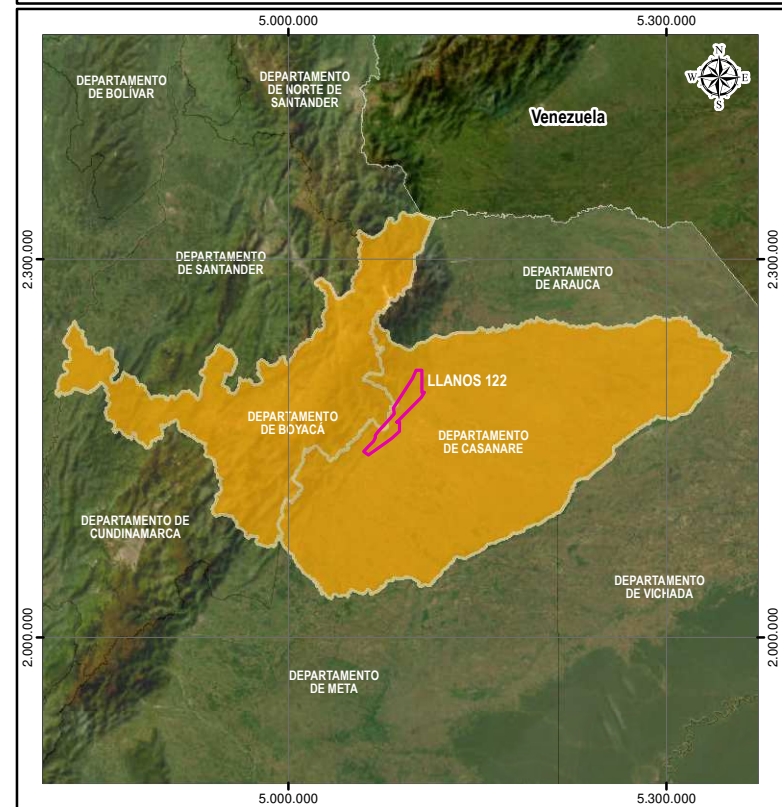 5.000.000
5.300.000
DEPARTAMENTO
DE BOLÍVAR
DEPARTAMENTO
DE NORTE DE
SANTANDER
N
W
E
S
Venezuela
2.300.000
2.300.000
DEPARTAMENTO
DE SANTANDER
DEPARTAMENTO
DE ARAUCA
LLANOS 122
DEPARTAMENTO
DE BOYACÁ
DEPARTAMENTO
DE CASANARE
DEPARTAMENTO DE
CUNDINAMARCA
DEPARTAMENTO
DE VICHADA
2.000.000
2.000.000
DEPARTAMENTO
DE META
5.000.000
5.300.000